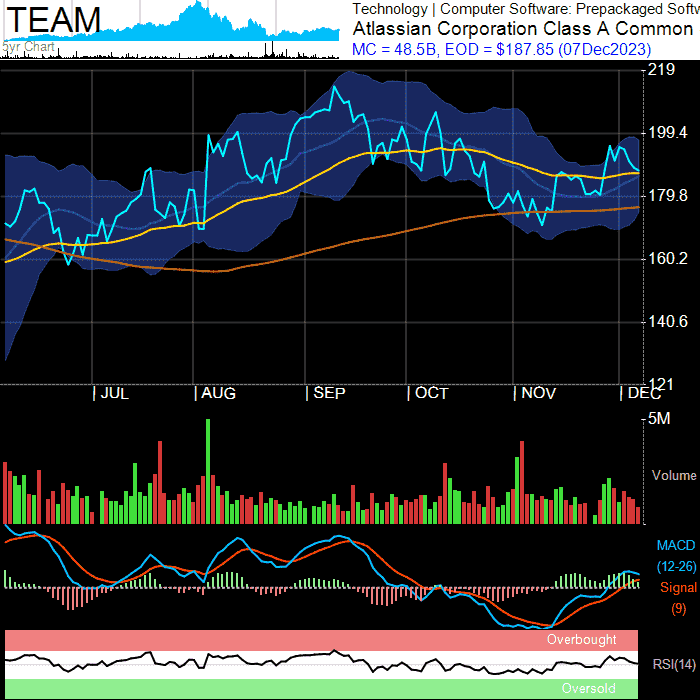 TEAM
5yr Chart
Technology | Computer Software: Prepackaged Softw
Atlassian Corporation Class A Common
MC = 48.5B, EOD = $187.85 (07Dec2023)
219
199.4
179.8
160.2
140.6
121
JUL
AUG
SEP
OCT
NOV
DEC
5M
Volume
MACD
(12-26)
Signal
(9)
Overbought
RSI(14)
Oversold